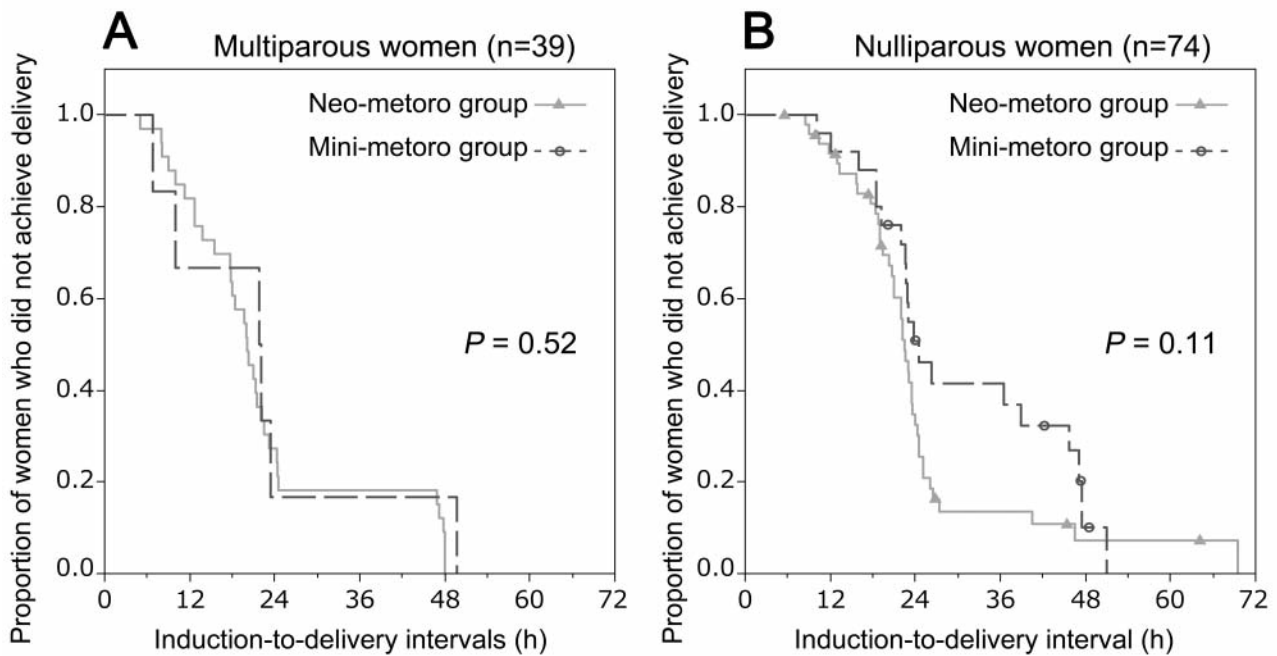 A
Multiparous women (n=39)
Proportion of women who did not achieve delivery
Neo-metoro group
Mini-metoro group
1.0
0.8
0.6
0.4
0.2
0.0
P = 0.52
0 12 24 36 48 60 72
Induction-to-delivery intervals (h)
B
Nulliparous women (n=74)
Proportion of women who did not achieve delivery
Neo-metoro group
Mini-metoro group
1.0
0.8
0.6
0.4
0.2
0.0
P = 0.11
0 12 24 36 48 60 72
Induction-to-delivery interval (h)